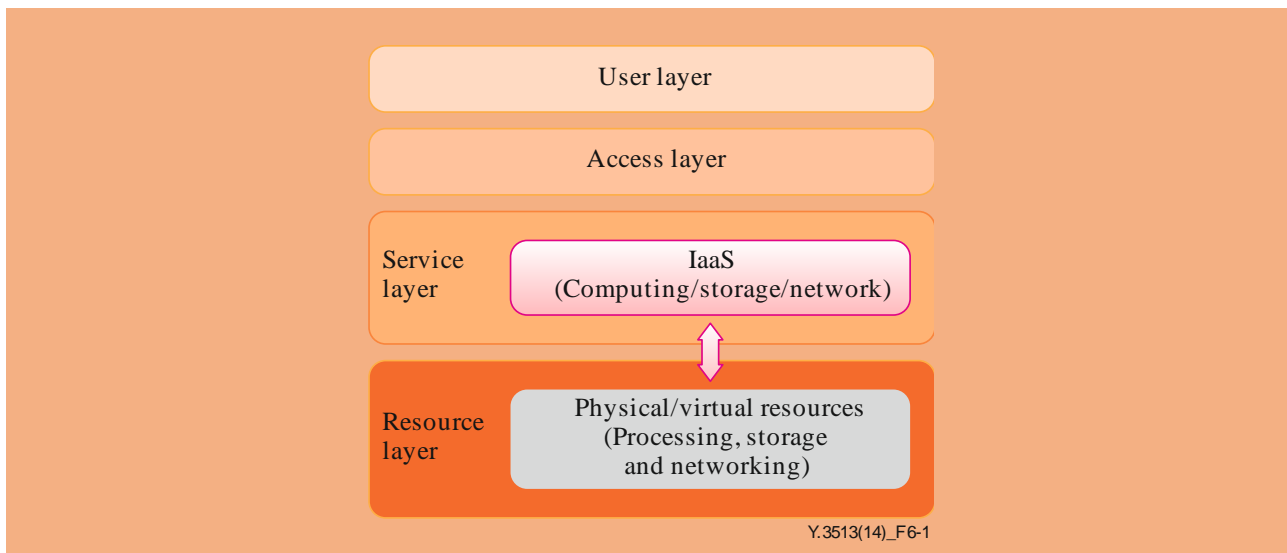 User layer
Access layer
Service
layer
IaaS
(Computing/storage/network)
Resource
layer
Physical/virtual resources
(Processing, storage
and networking)
Y.3513(14)_F6-1